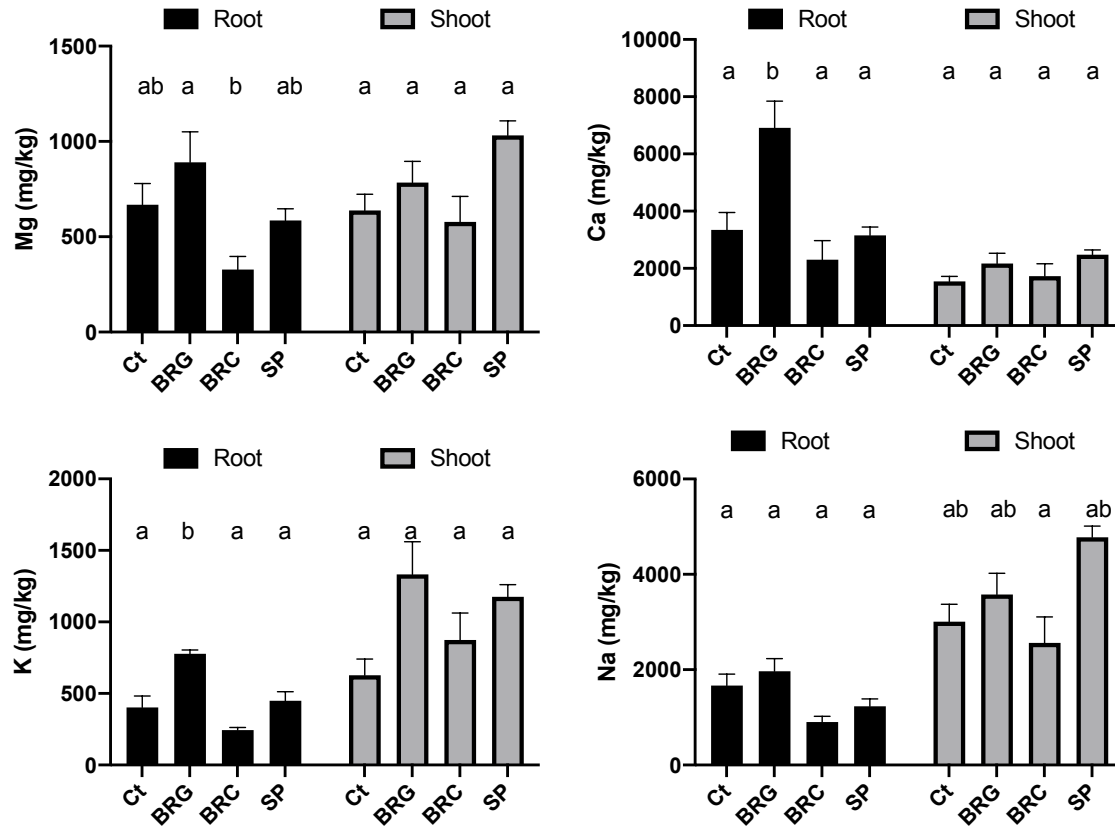 Root Shoot
Mg (mg/kg)
1500
1000
500
0
ab a b ab a a a a
Ct BRG BRC SP Ct BRG BRC SP
Root Shoot
Ca (mg/kg)
10000
8000
6000
4000
2000
0
a b a a a a a a
Ct BRG BRC SP Ct BRG BRC SP
Root Shoot
K (mg/kg)
2000
1500
1000
500
0
a b a a a a a a
Ct BRG BRC SP Ct BRG BRC SP
Root Shoot
Na (mg/kg)
6000
4000
2000
0
a a a a ab ab a ab
Ct BRG BRC SP Ct BRG BRC SP